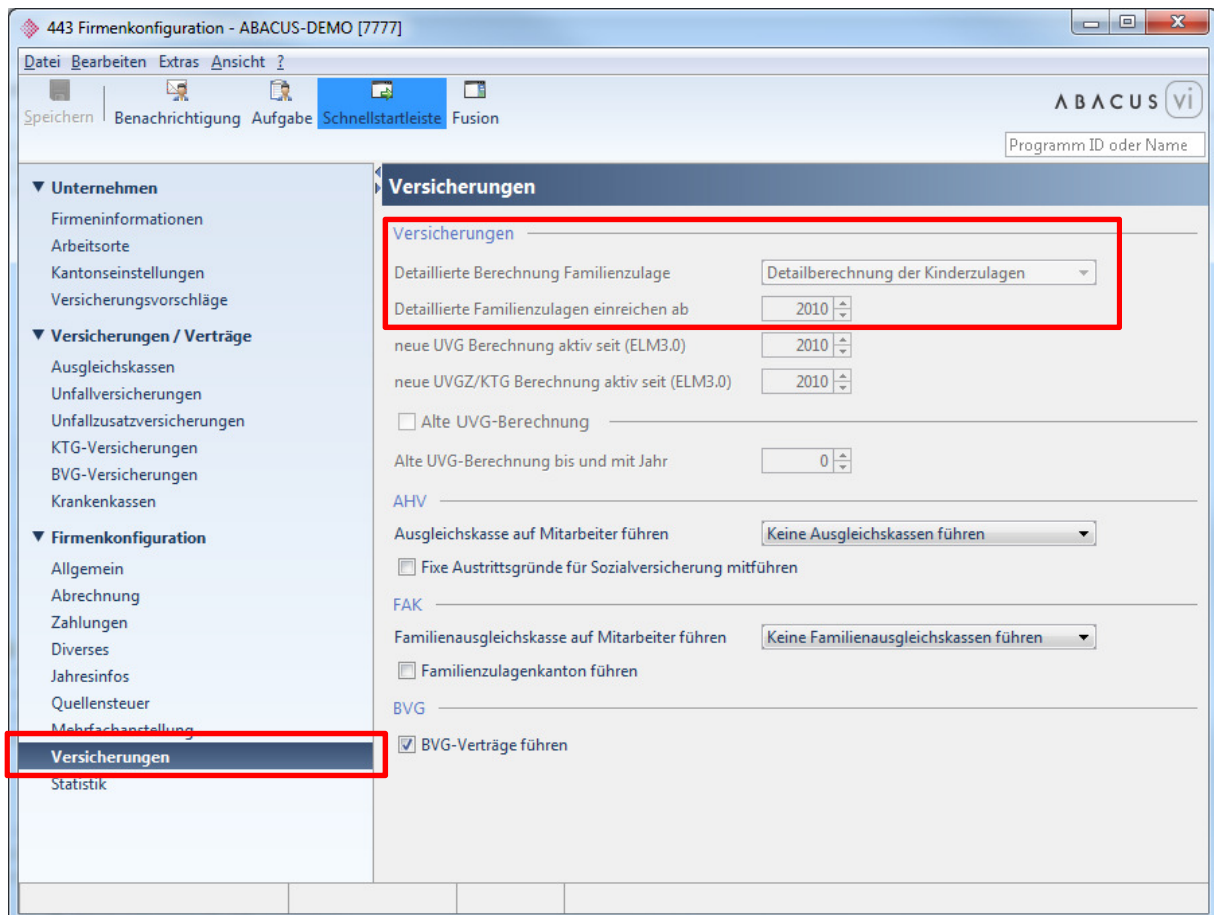 443 Firmenkonfiguration - ABACUS-DEMO [7777]
Datei Bearbeiten Extras Ansicht ?
Speichern Benachrichtigung Aufgabe Schnellstartleiste Fusion
ABACUS vi
Programm ID oder Name
Unternehmen
Firmeninformationen
Arbeitsorte
Kantonseinstellungen
Versicherungsvorschläge
Versicherungen / Verträge
Ausgleichskassen
Unfallversicherungen
Unfallzusatzversicherungen
KTG-Versicherungen
BVG-Versicherungen
Krankenkassen
Firmenkonfiguration
Allgemein
Abrechnung
Zahlungen
Diverses
Jahresinfos
Quellensteuer
Mehrfachanstellung
Versicherungen
Statistik
Versicherungen
Versicherungen
Detaillierte Berechnung Familienzulage Detailberechnung der Kinderzulagen
Detaillierte Familienzulagen einreichen ab 2010
neue UVG Berechnung aktiv seit (ELM3.0) 2010
neue UVGZ/KTG Berechnung aktiv seit (ELM3.0) 2010
Alte UVG-Berechnung
Alte UVG-Berechnung bis und mit Jahr 0
AHV
Ausgleichskasse auf Mitarbeiter führen Keine Ausgleichskassen führen
Fixe Austrittsgründe für Sozialversicherung mitführen
FAK
Familienausgleichskasse auf Mitarbeiter führen Keine Familienausgleichskassen führen
Familienzulagenkanton führen
BVG
BVG-Verträge führen